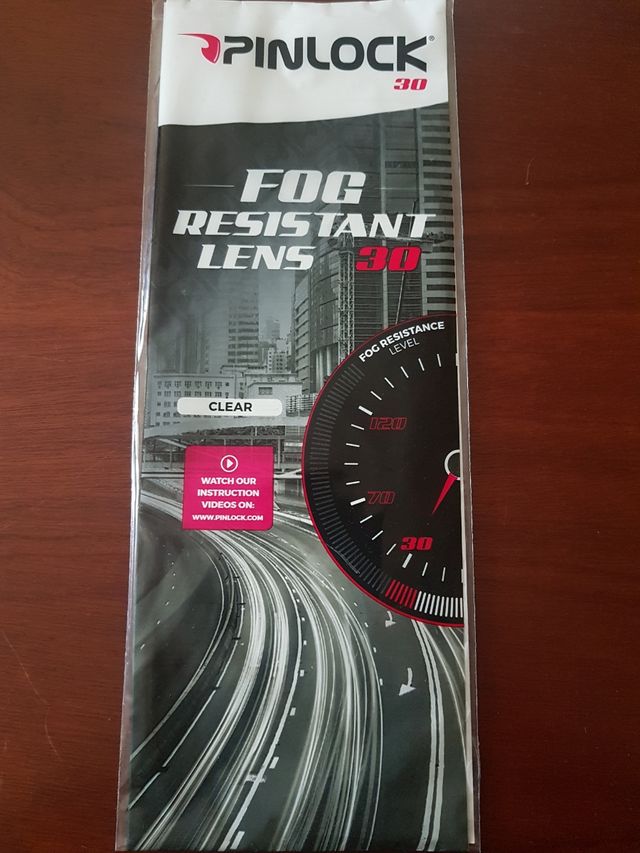 PINLOCK®
30
FOG
RESISTANT
LENS 30
FOG RESISTANCE
LEVEL
CLEAR
120
WATCH OUR
INSTRUCTION
VIDEOS ON:
WWW.PINLOCK.COM
70
30